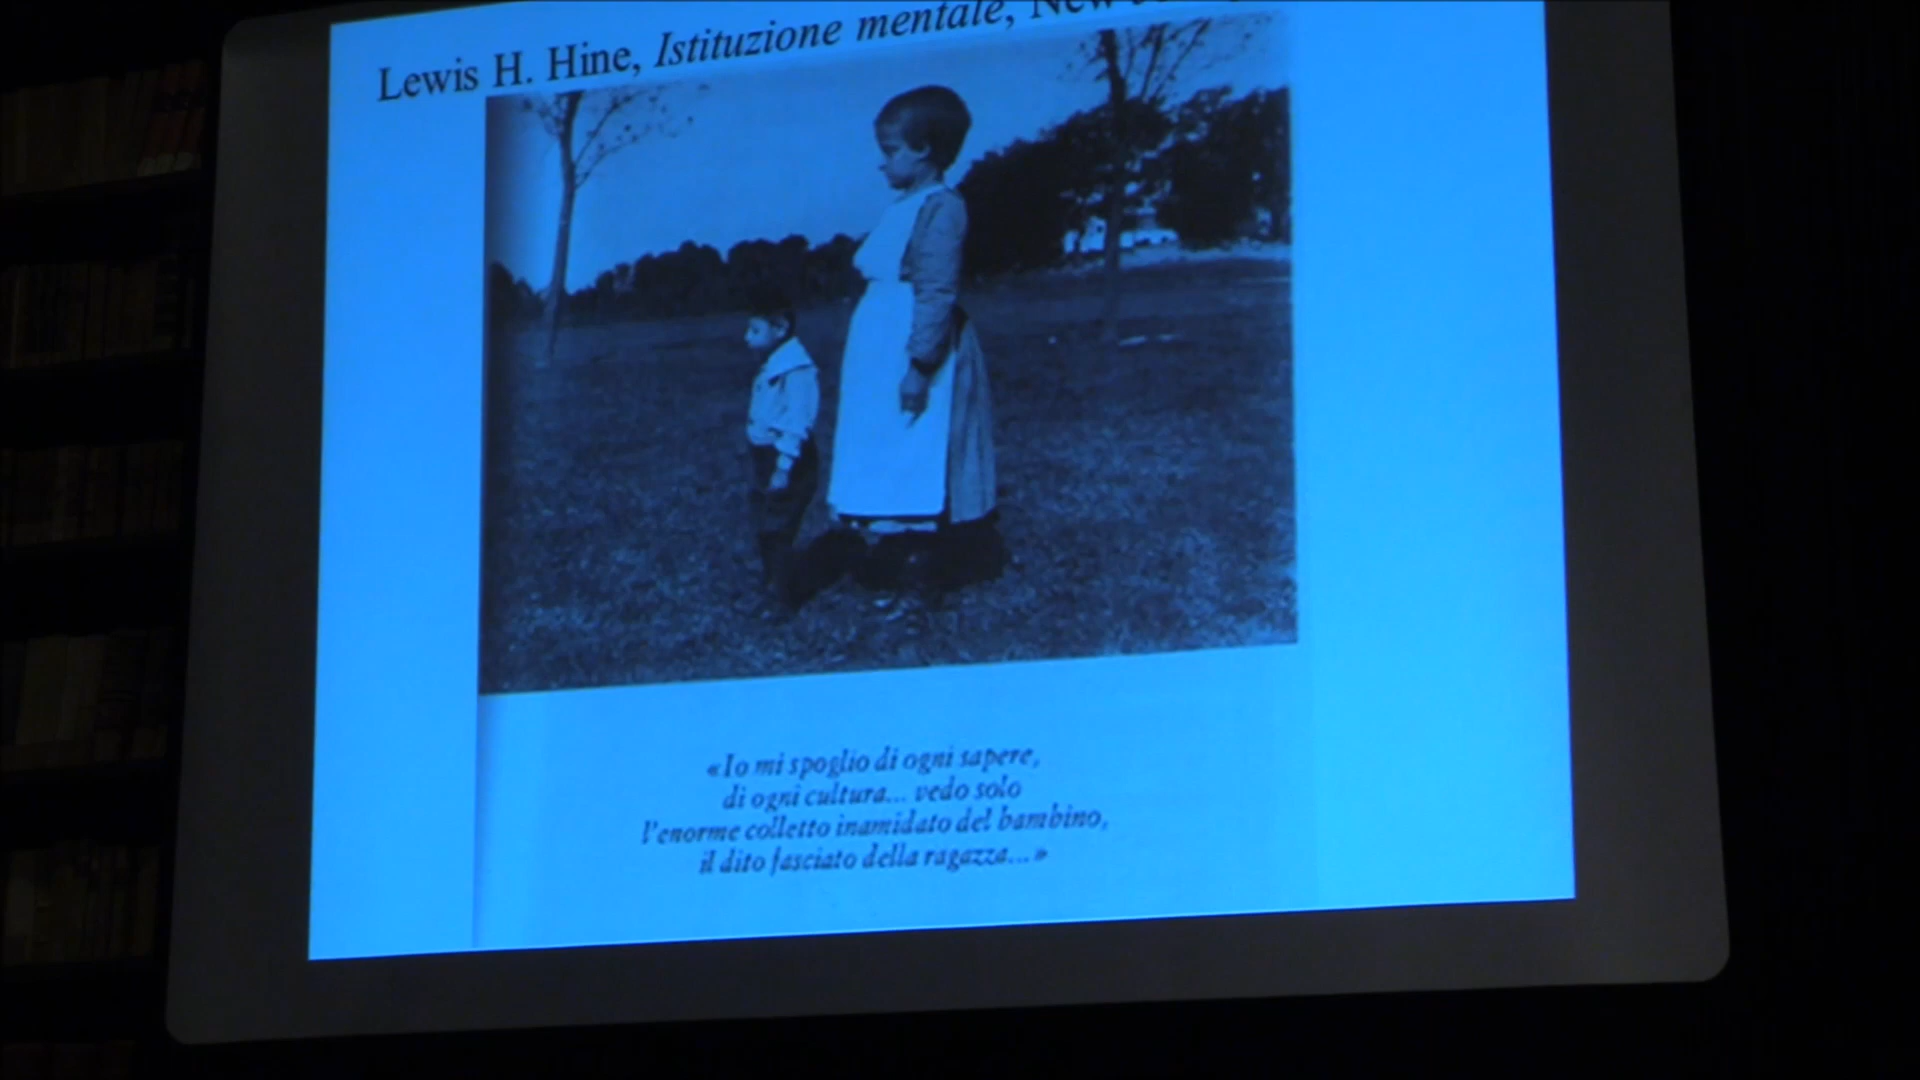 Lewis H. Hine, Istituzione mentale, New
«Io mi spoglio di ogni sapere,
di ogni cultura... vedo solo
l'enorme colletto inamidato del bambino,
il dito fasciato della ragazza...»